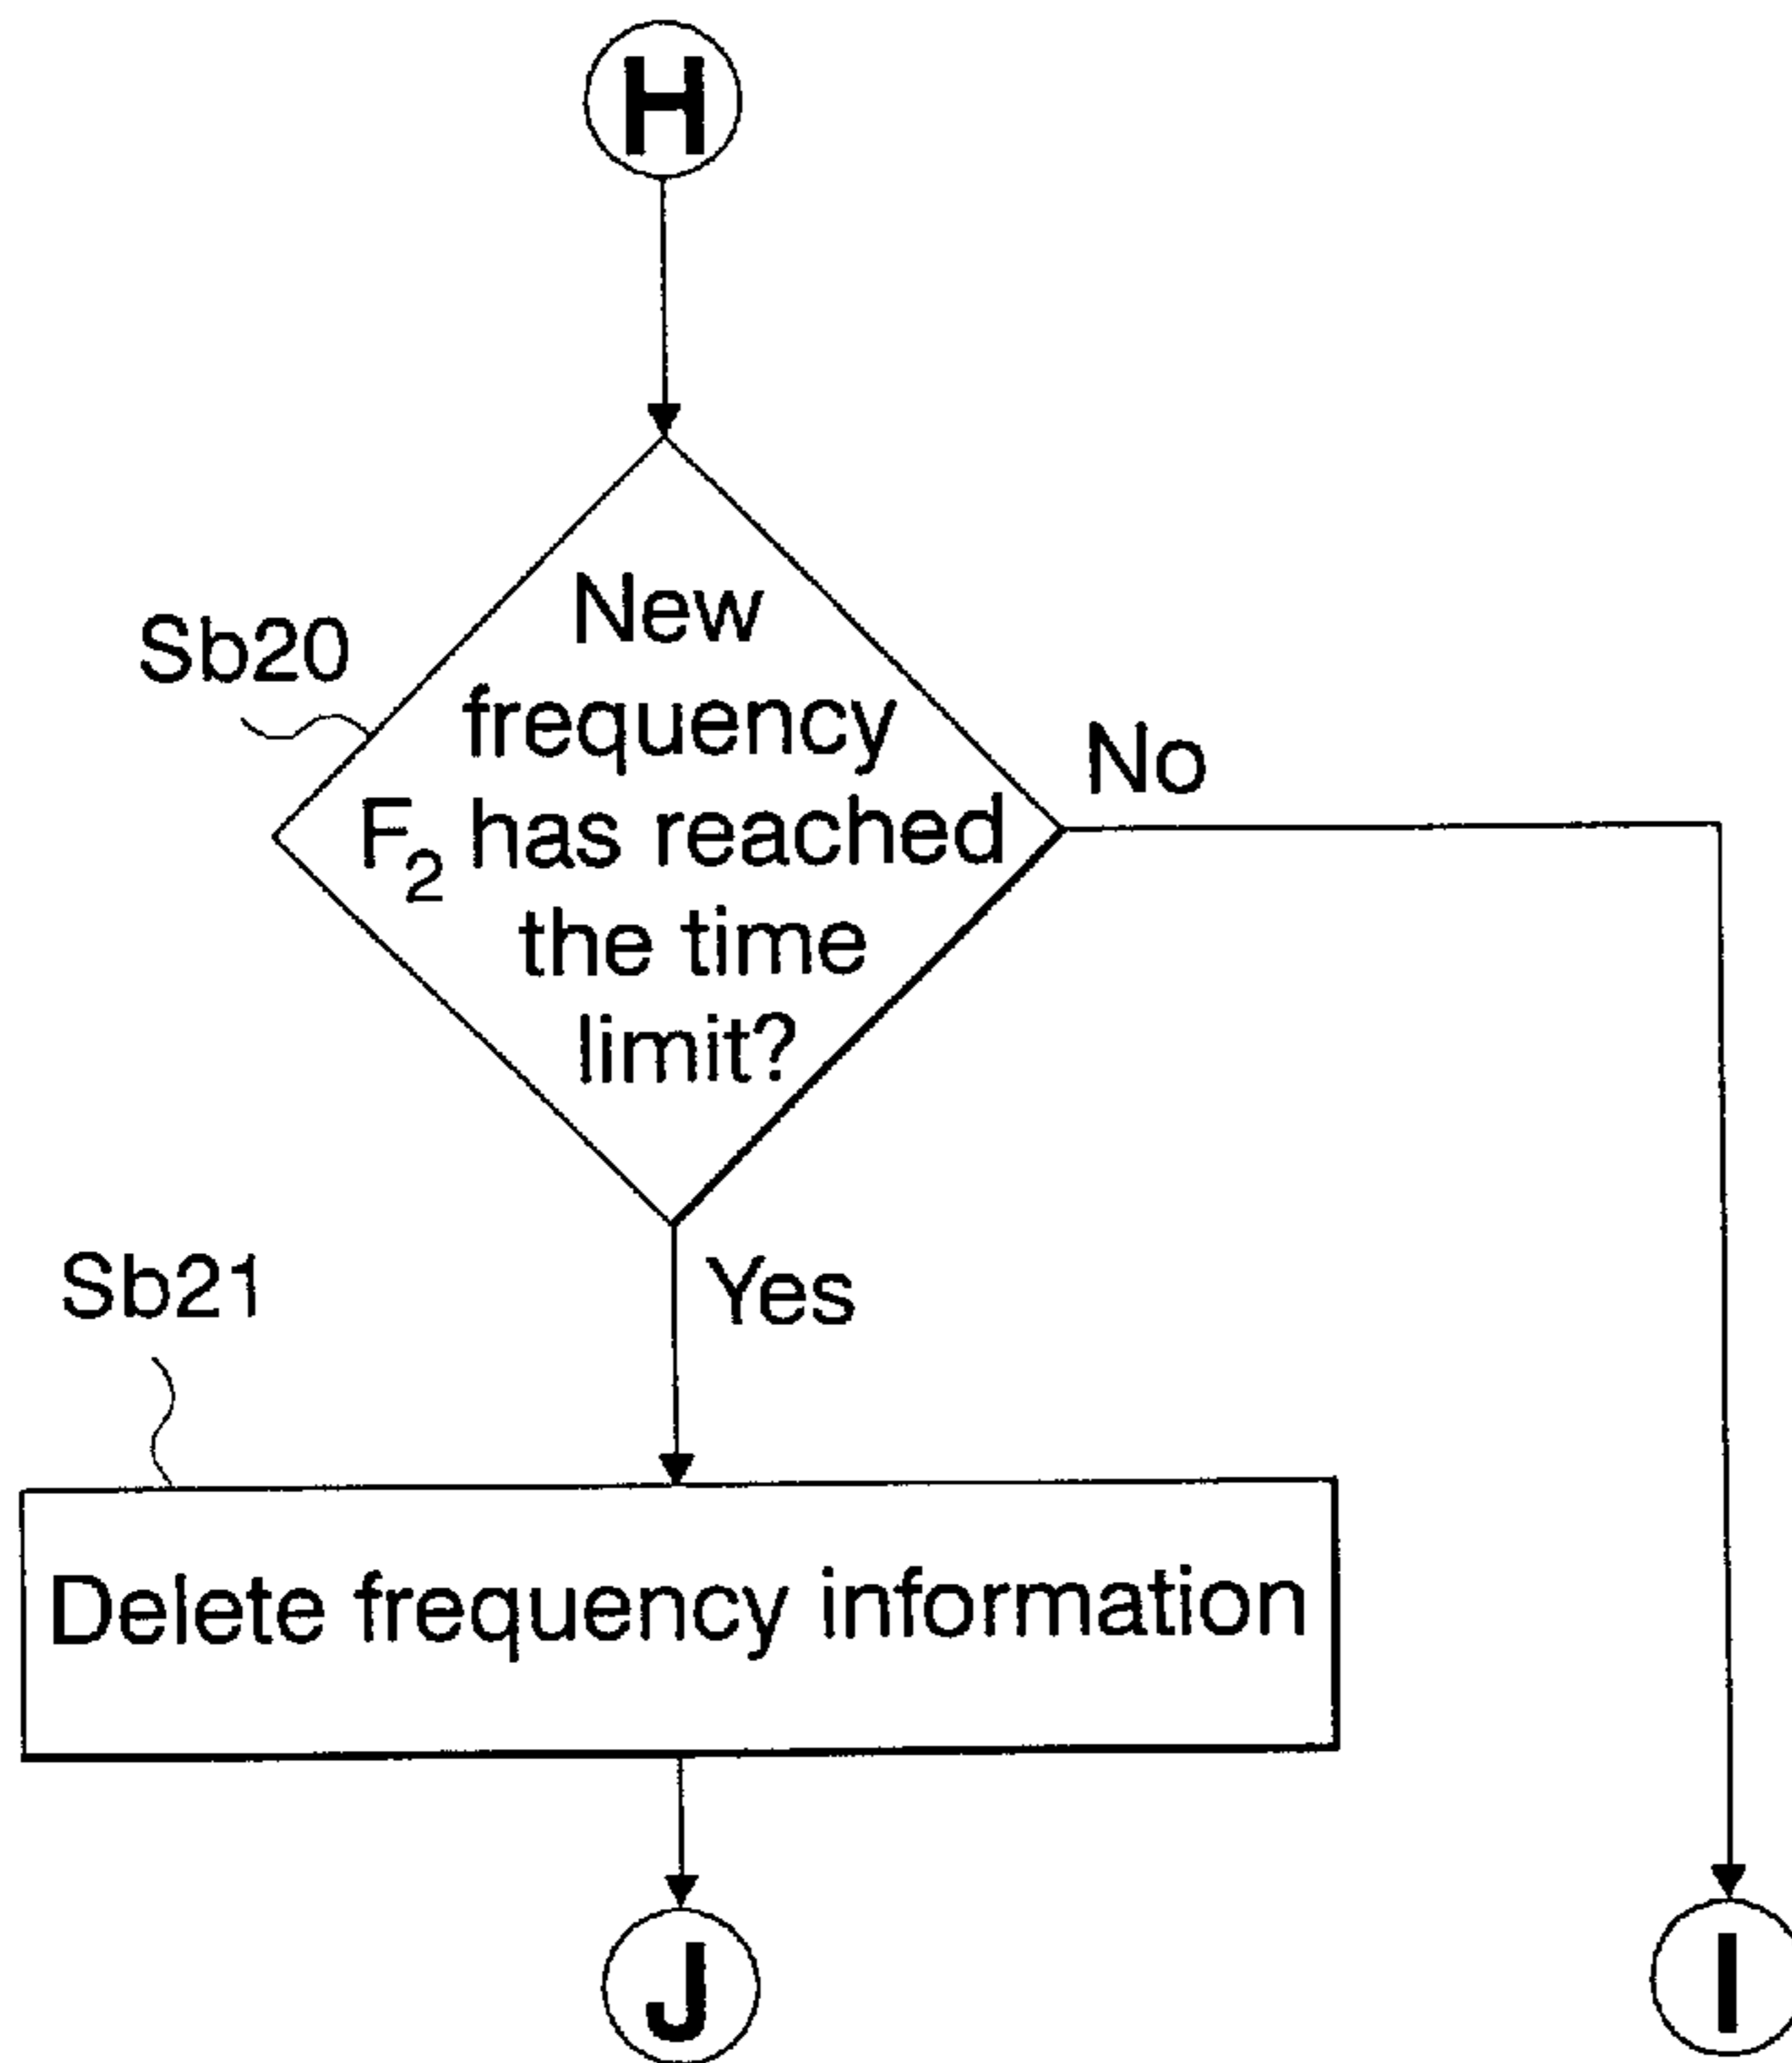 H
Sb20
New
frequency
F2 has reached
the time
limit?
No
Sb21
Yes
Delete frequency information
J
I